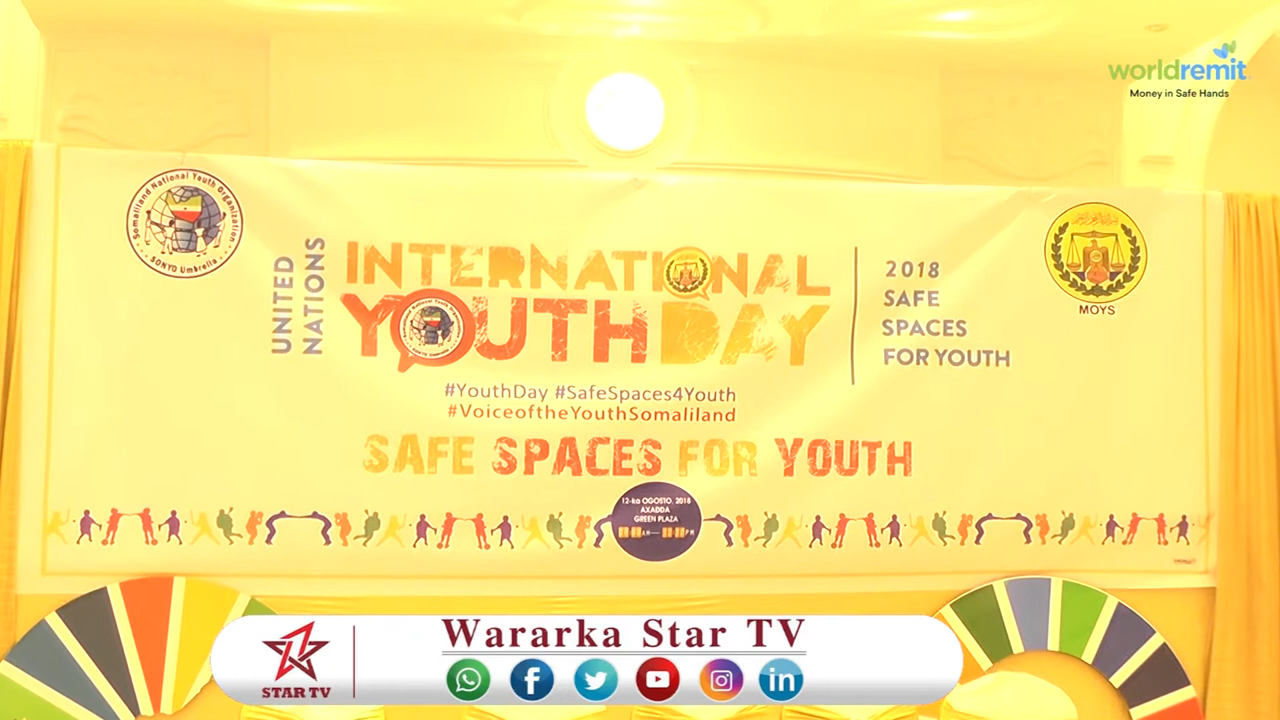 worldremit
Money in Safe Hands
Somaliland National Youth Organization
SONYO Umbrella
UNITED
NATIONS
INTERNATIONAL
YOUTHDAY
2018
SAFE
SPACES
FOR YOUTH
MOYS
#YouthDay #SafeSpaces4Youth
#VoiceoftheYouthSomaliland
SAFE SPACES FOR YOUTH
12-ka OGOSTO, 2018
AXADDA
GREEN PLAZA
Wararka Star TV
STAR TV